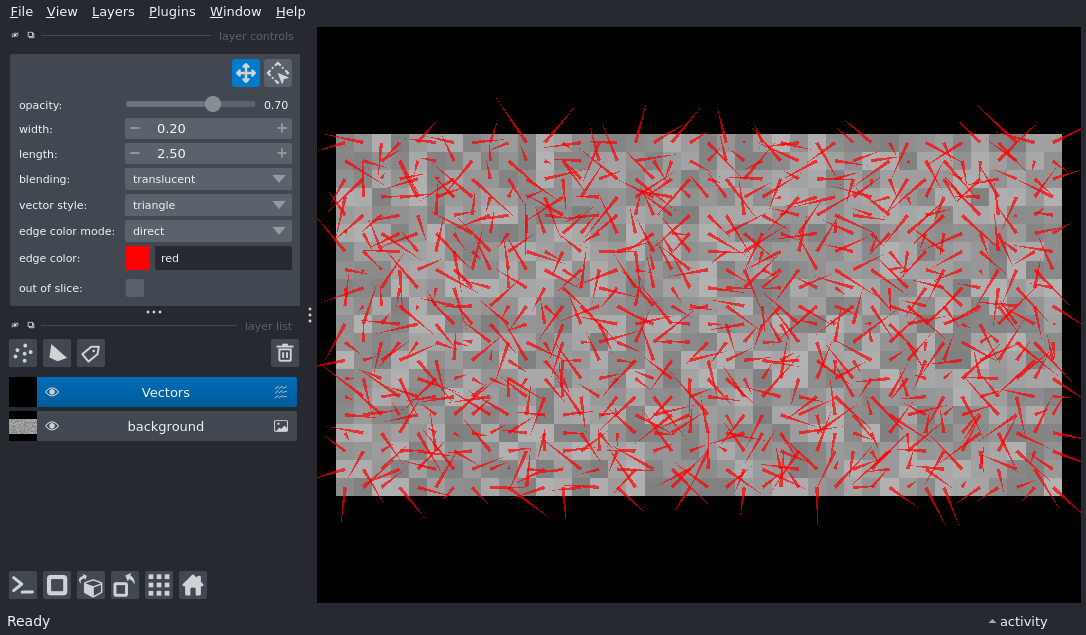 File View Layers Plugins Window Help
layer controls
opacity: 0.70
width: 0.20
length: 2.50
blending: translucent
vector style: triangle
edge color mode: direct
edge color: red
out of slice:
layer list
Vectors
background
Ready
activity